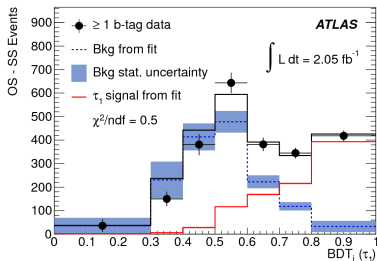 OS - SS Events
900
800
700
600
500
400
300
200
100
0
≥ 1 b-tag data
Bkg from fit
Bkg stat. uncertainty
τ₁ signal from fit
χ²/ndf = 0.5
ATLAS
∫ L dt = 2.05 fb⁻¹
0 0.1 0.2 0.3 0.4 0.5 0.6 0.7 0.8 0.9 1
BDTⱼ (τ₁)